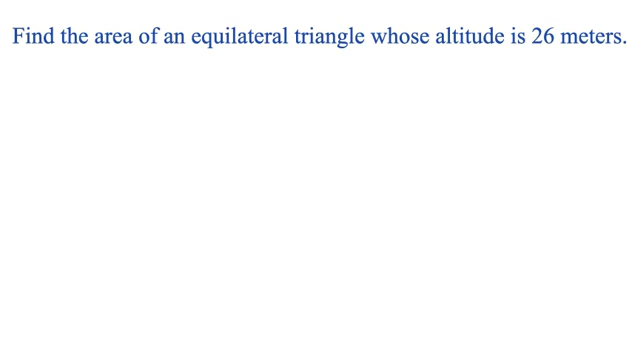 Find the area of an equilateral triangle whose altitude is 26 meters.